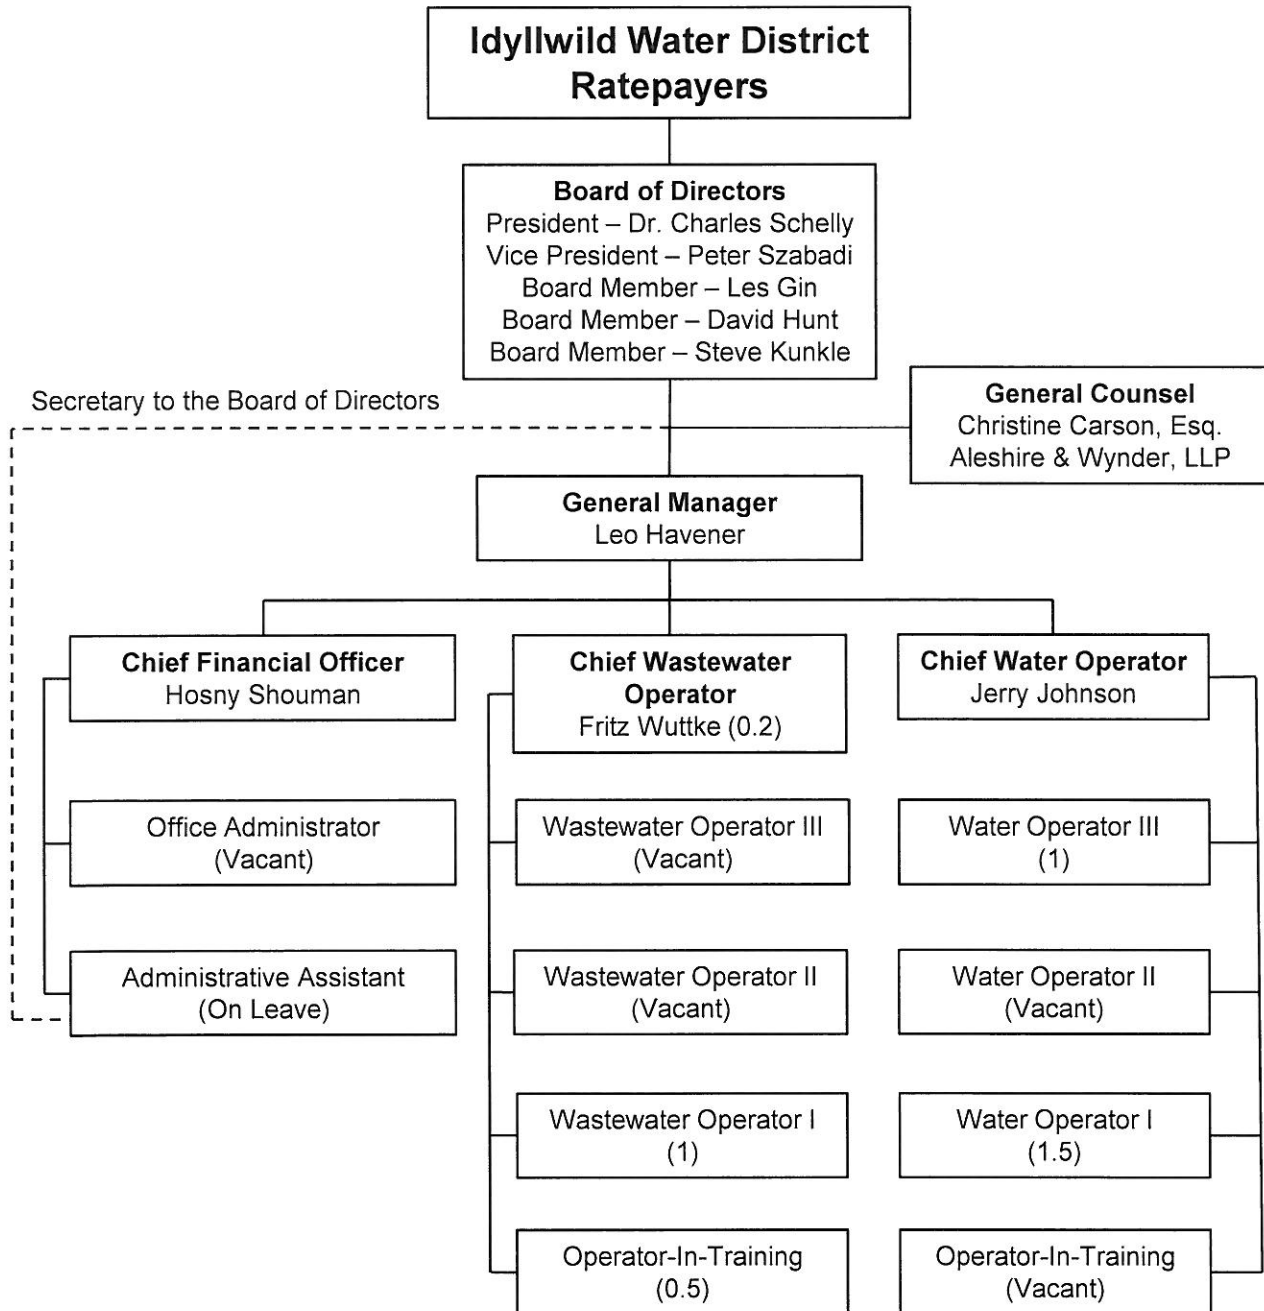 Idyllwild Water District
Ratepayers
Board of Directors
President – Dr. Charles Schelly
Vice President – Peter Szabadi
Board Member – Les Gin
Board Member – David Hunt
Board Member – Steve Kunkle
Secretary to the Board of Directors
General Counsel
Christine Carson, Esq.
Aleshire & Wynder, LLP
General Manager
Leo Havener
Chief Financial Officer
Hosny Shouman
Chief Wastewater
Operator
Fritz Wuttke (0.2)
Chief Water Operator
Jerry Johnson
Office Administrator
(Vacant)
Wastewater Operator III
(Vacant)
Water Operator III
(1)
Administrative Assistant
(On Leave)
Wastewater Operator II
(Vacant)
Water Operator II
(Vacant)
Wastewater Operator I
(1)
Water Operator I
(1.5)
Operator-In-Training
(0.5)
Operator-In-Training
(Vacant)